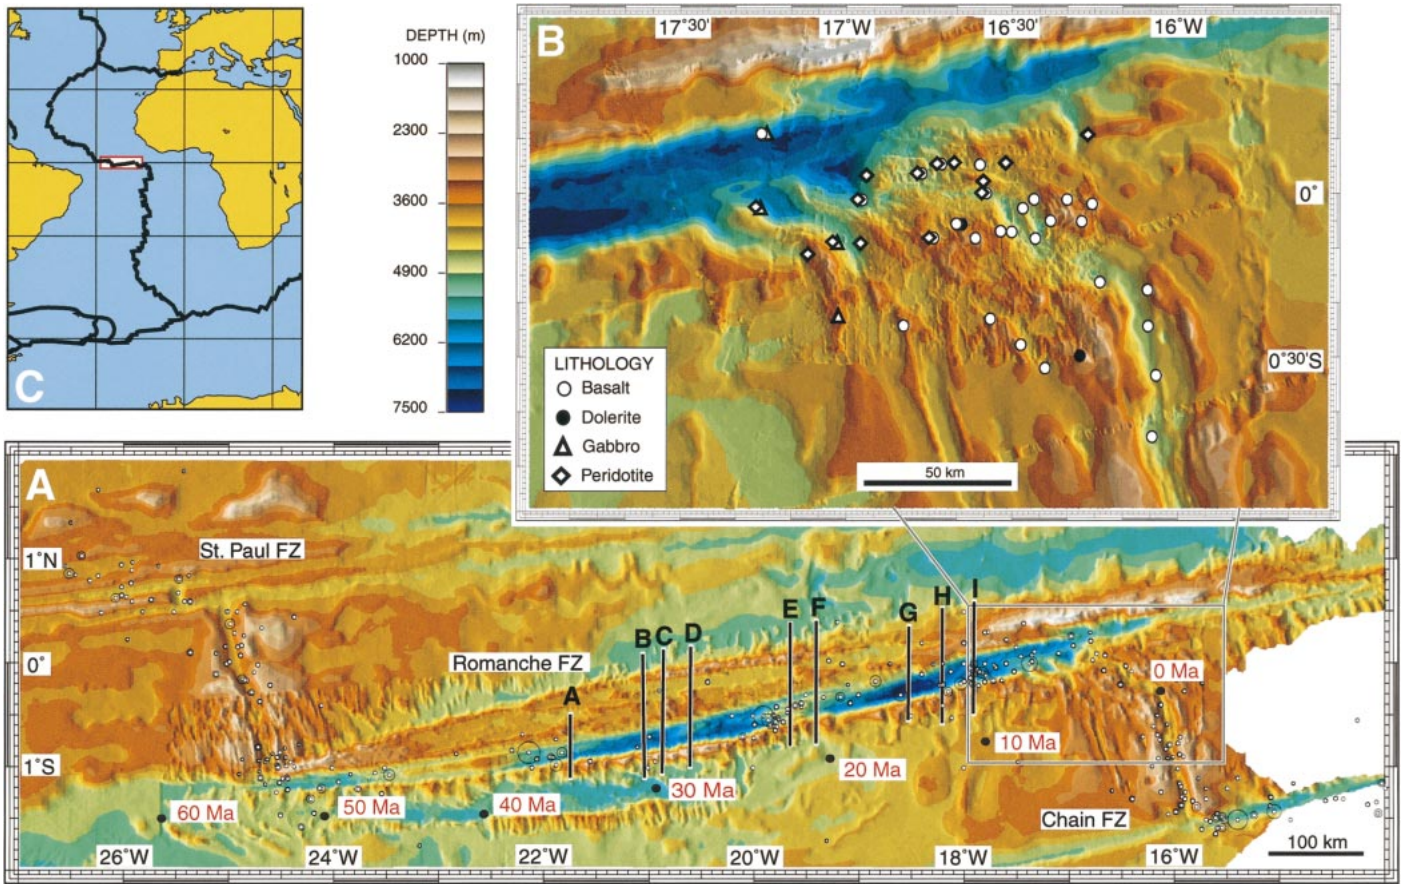 C
DEPTH (m)
1000
2300
3600
4900
6200
7500
B
17°30'
17°W
16°30'
16°W
0°
0°30'S
LITHOLOGY
Basalt
Dolerite
Gabbro
Peridotite
50 km
A
St. Paul FZ
1°N
0°
1°S
Romanche FZ
A
B
C
D
E
F
G
H
I
0 Ma
10 Ma
20 Ma
30 Ma
40 Ma
50 Ma
60 Ma
Chain FZ
100 km
26°W
24°W
22°W
20°W
18°W
16°W